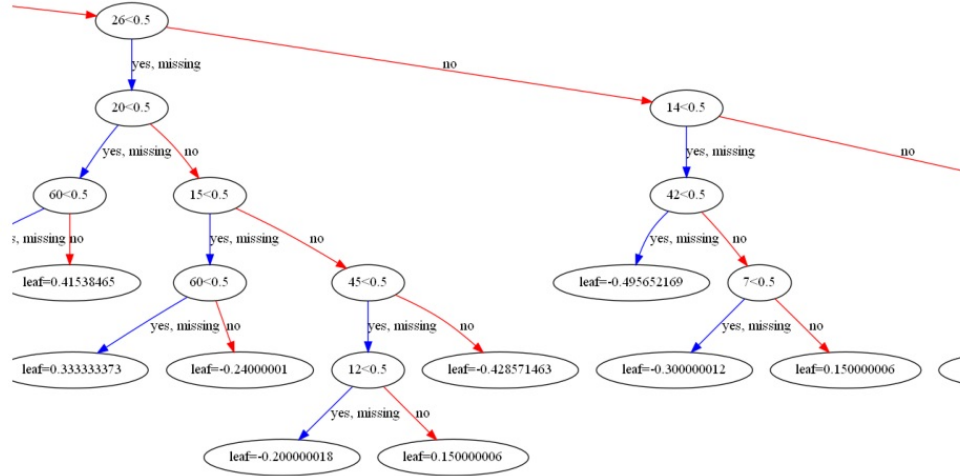 26<0.5
yes, missing
no
20<0.5
14<0.5
yes, missing
no
yes, missing
no
60<0.5
15<0.5
42<0.5
s, missing
no
yes, missing
no
yes, missing
no
leaf=0.41538465
60<0.5
45<0.5
leaf=-0.495652169
7<0.5
yes, missing
no
yes, missing
no
yes, missing
no
leaf=0.333333373
leaf=-0.24000001
12<0.5
leaf=-0.428571463
leaf=-0.300000012
leaf=0.150000006
yes, missing
no
leaf=-0.200000018
leaf=0.150000006